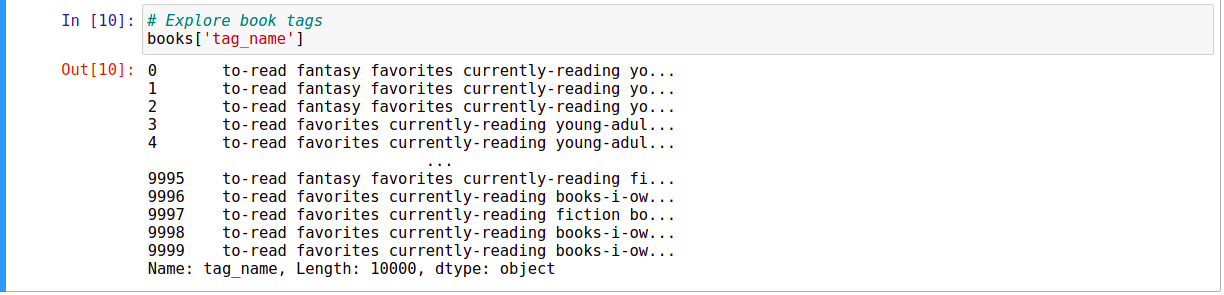 In [10]: # Explore book tags
books['tag_name']
Out[10]: 0 to-read fantasy favorites currently-reading yo...
1 to-read fantasy favorites currently-reading yo...
2 to-read fantasy favorites currently-reading yo...
3 to-read favorites currently-reading young-adul...
4 to-read favorites currently-reading young-adul...
...
9995 to-read fantasy favorites currently-reading fi...
9996 to-read favorites currently-reading books-i-ow...
9997 to-read favorites currently-reading fiction bo...
9998 to-read favorites currently-reading books-i-ow...
9999 to-read favorites currently-reading books-i-ow...
Name: tag_name, Length: 10000, dtype: object